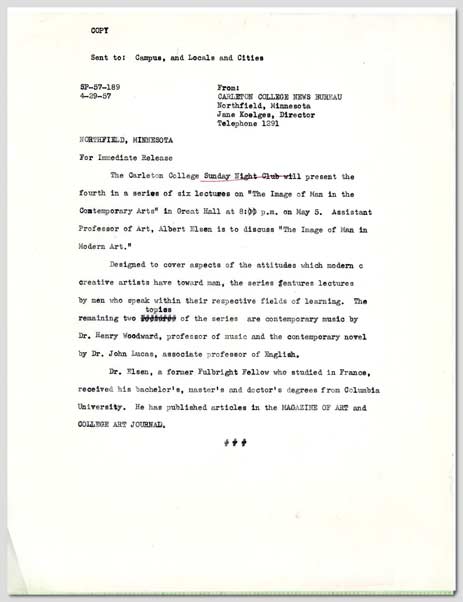 COPY
Sent to: Campus, and Locals and Cities
SP-57-189
4-29-57
From:
CARLETON COLLEGE NEWS BUREAU
Northfield, Minnesota
Jane Koelges, Director
Telephone 1291
NORTHFIELD, MINNESOTA
For Immediate Release
The Carleton College Sunday Night Club will present the
fourth in a series of six lectures on "The Image of Man in the
Contemporary Arts" in Great Hall at 8:00 p.m. on May 5. Assistant
Professor of Art, Albert Elsen is to discuss "The Image of Man in
Modern Art."
Designed to cover aspects of the attitudes which modern c
creative artists have toward man, the series features lectures
by men who speak within their respective fields of learning. The
topics
remaining two of the series are contemporary music by
Dr. Henry Woodward, professor of music and the contemporary novel
by Dr. John Lucas, associate professor of English.
Dr. Elsen, a former Fulbright Fellow who studied in France,
received his bachelor's, master's and doctor's degrees from Columbia
University. He has published articles in the MAGAZINE OF ART and
COLLEGE ART JOURNAL.
# # #